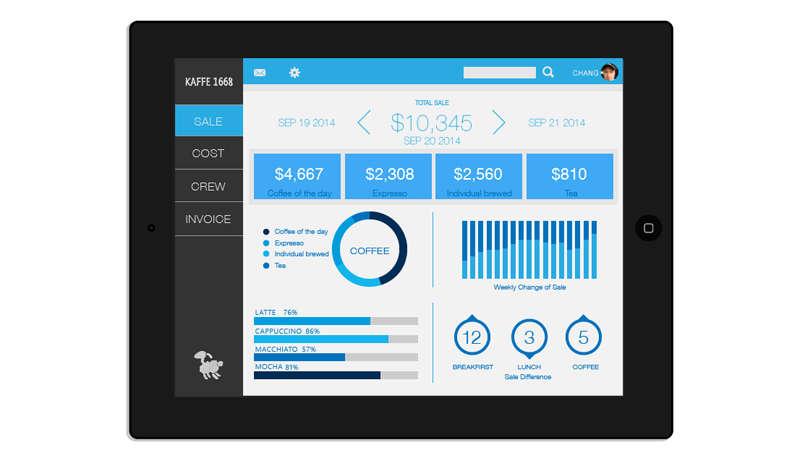 KAFFE 1668
CHANG
SALE
COST
CREW
INVOICE
TOTAL SALE
SEP 19 2014
$10,345
SEP 21 2014
SEP 20 2014
$4,667
Coffee of the day
$2,308
Expresso
$2,560
Individual brewed
$810
Tea
Coffee of the day
Expresso
Individual brewed
Tea
COFFEE
Weekly Change of Sale
LATTE 76%
CAPPUCCINO 86%
MACCHIATO 57%
MOCHA 81%
12
BREAKFIRST
3
LUNCH
5
COFFEE
Sale Difference